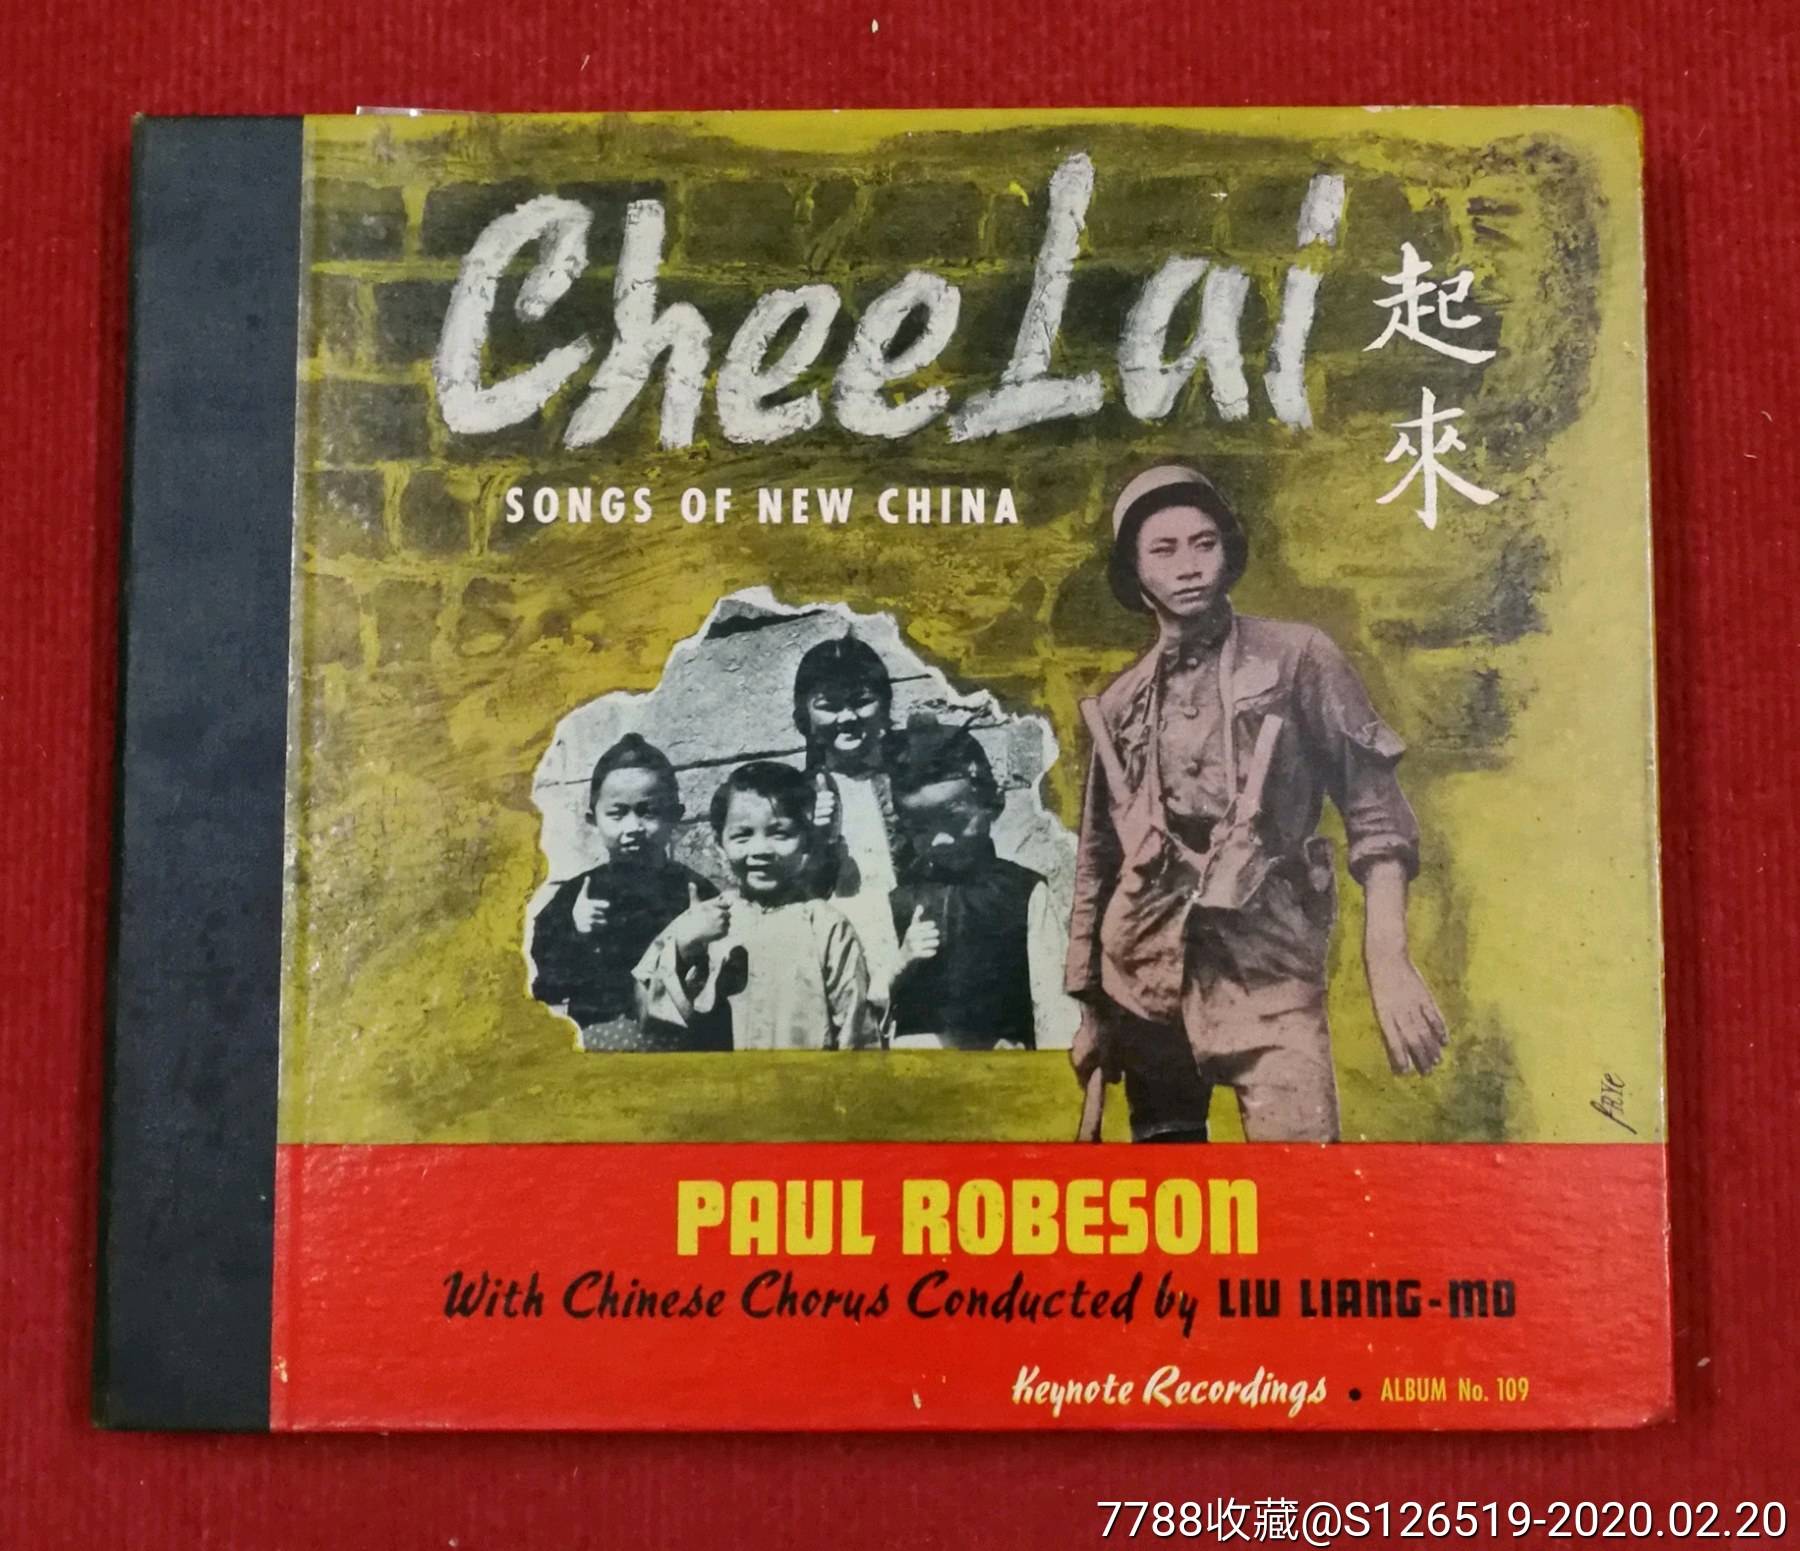 Chee Lai
起來
SONGS OF NEW CHINA
PAUL ROBESON
With Chinese Chorus Conducted by LIU LIANG-MO
Keynote Recordings • ALBUM No. 109
7788收藏@S126519-2020.02.20